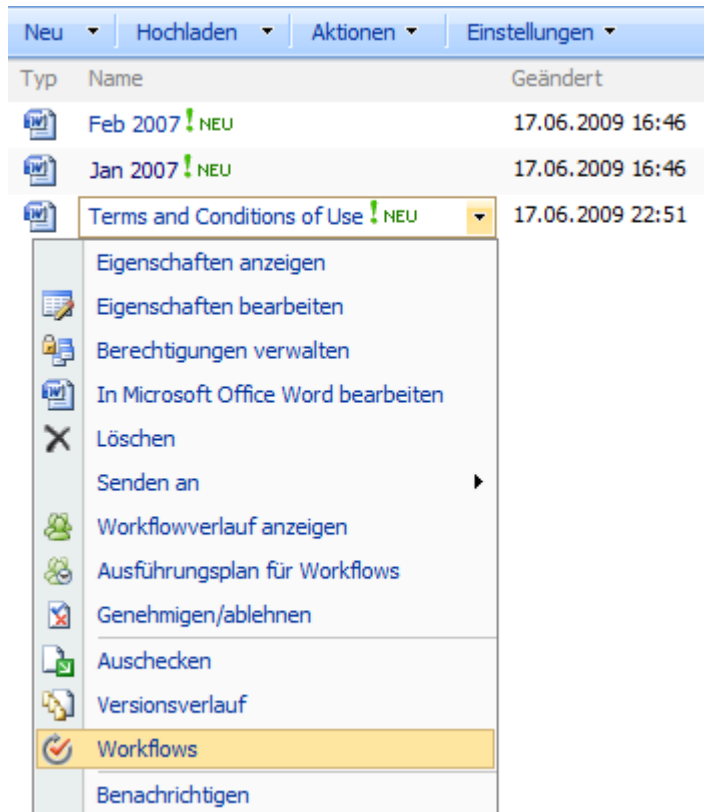 Neu Hochladen Aktionen Einstellungen
Typ Name Geändert
Feb 2007 ! NEU 17.06.2009 16:46
Jan 2007 ! NEU 17.06.2009 16:46
Terms and Conditions of Use ! NEU 17.06.2009 22:51
Eigenschaften anzeigen
Eigenschaften bearbeiten
Berechtigungen verwalten
In Microsoft Office Word bearbeiten
Löschen
Senden an
Workflowverlauf anzeigen
Ausführungsplan für Workflows
Genehmigen/ablehnen
Auschecken
Versionsverlauf
Workflows
Benachrichtigen